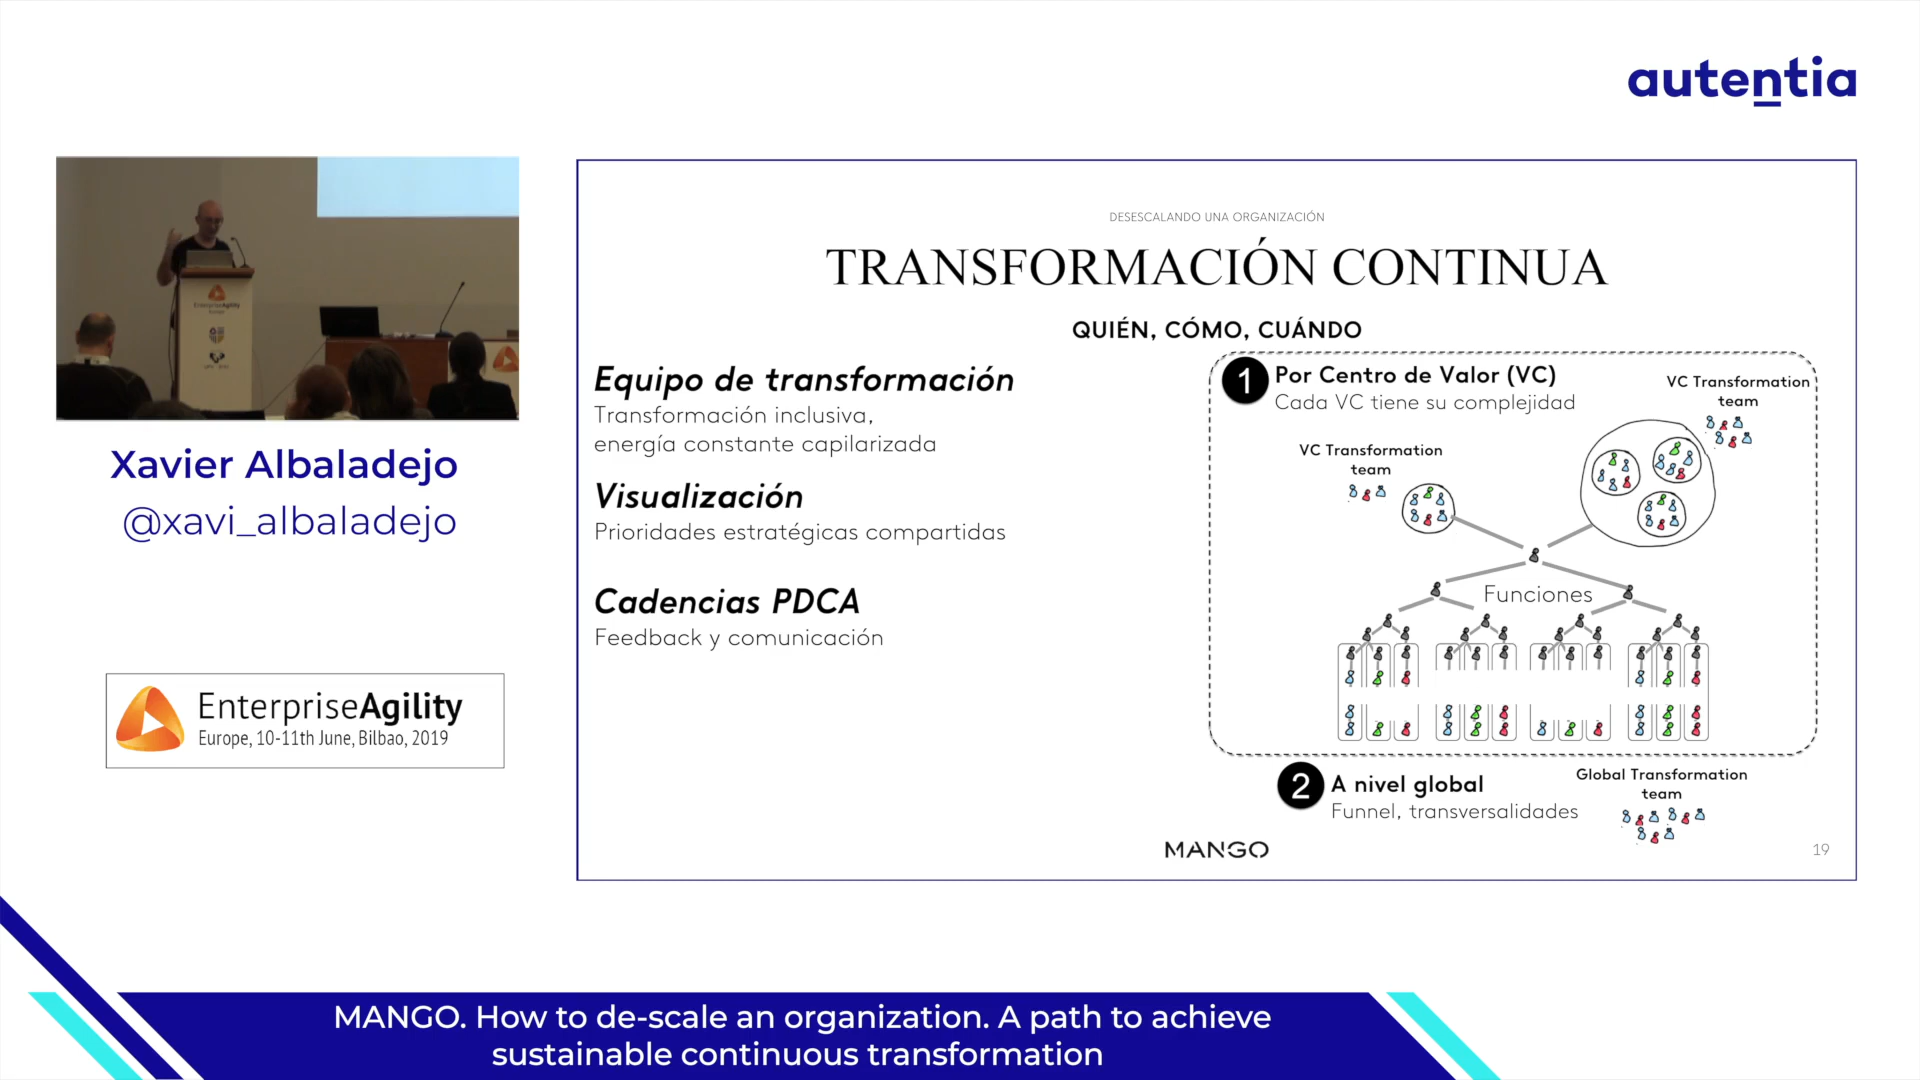 autentia
Xavier Albaladejo
@xavi_albaladejo
EnterpriseAgility
Europe, 10-11th June, Bilbao, 2019
DESESCALANDO UNA ORGANIZACIÓN
TRANSFORMACIÓN CONTINUA
QUIÉN, CÓMO, CUÁNDO
Equipo de transformación
Transformación inclusiva,
energía constante capilarizada
Visualización
Prioridades estratégicas compartidas
Cadencias PDCA
Feedback y comunicación
1 Por Centro de Valor (VC)
Cada VC tiene su complejidad
VC Transformation
team
VC Transformation
team
Funciones
2 A nivel global
Funnel, transversalidades
Global Transformation
team
MANGO
19
MANGO. How to de-scale an organization. A path to achieve
sustainable continuous transformation